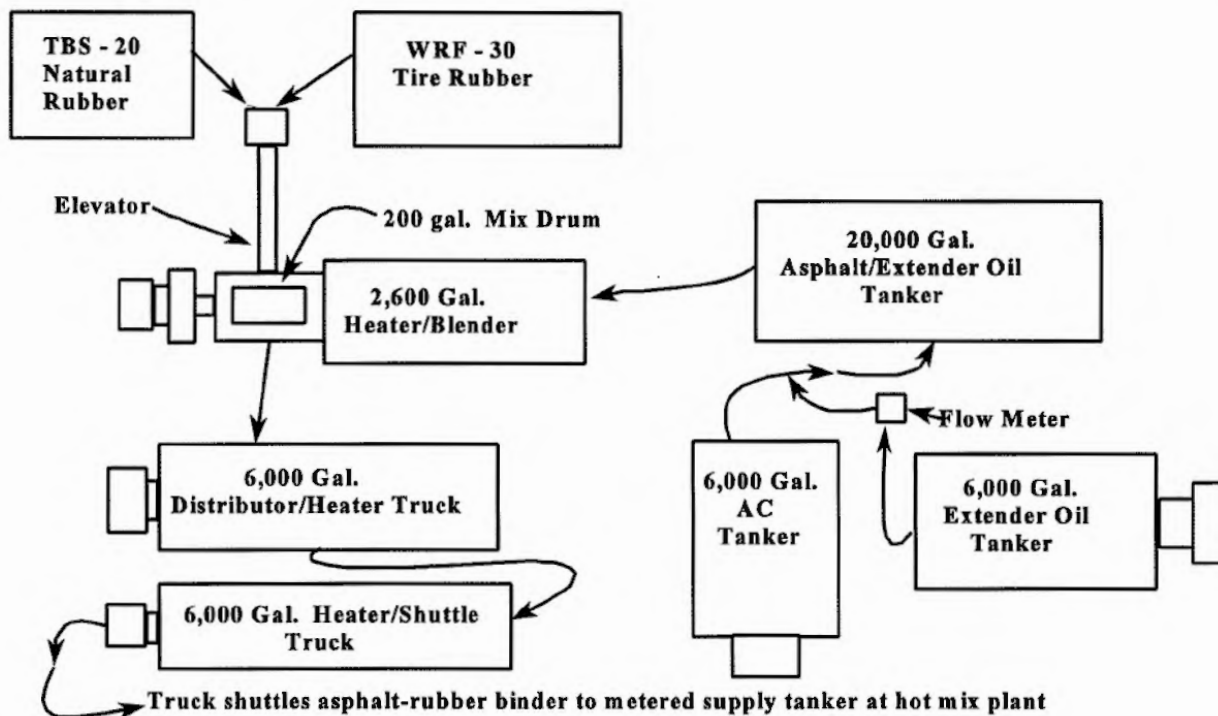 TBS - 20
Natural
Rubber
WRF - 30
Tire Rubber
Elevator
200 gal. Mix Drum
2,600 Gal.
Heater/Blender
20,000 Gal.
Asphalt/Extender Oil
Tanker
Flow Meter
6,000 Gal.
Distributor/Heater Truck
6,000 Gal.
AC
Tanker
6,000 Gal.
Extender Oil
Tanker
6,000 Gal. Heater/Shuttle
Truck
Truck shuttles asphalt-rubber binder to metered supply tanker at hot mix plant